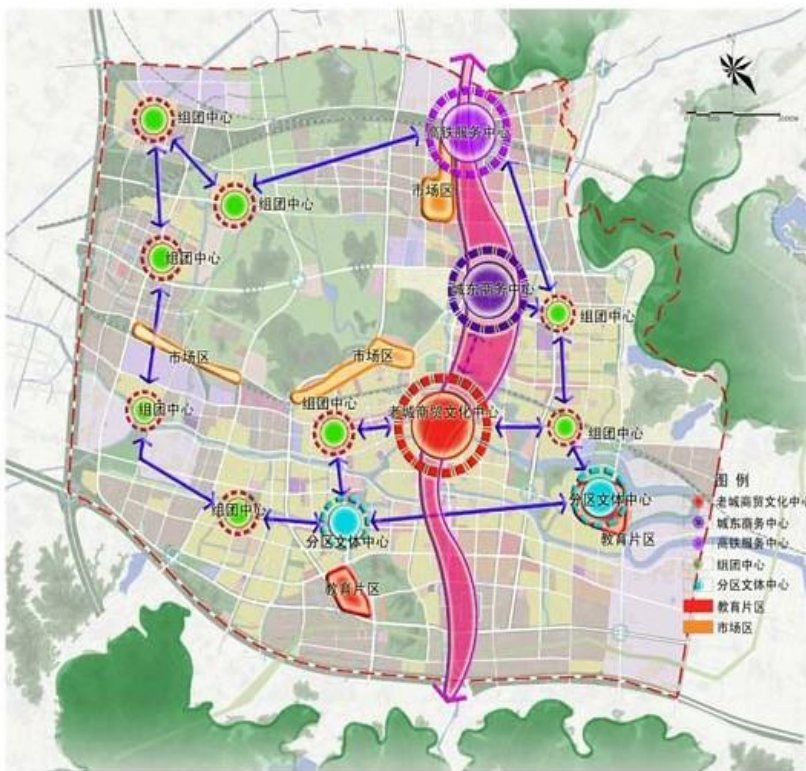 组团中心
高铁服务中心
组团中心
市场区
组团中心
城东商务中心
组团中心
市场区
市场区
组团中心
组团中心
老城商贸文化中心
组团中心
组团中心
分区文体中心
分区文体中心
教育片区
教育片区
图 例
老城商贸文化中心
城东商务中心
高铁服务中心
组团中心
分区文体中心
教育片区
市场区